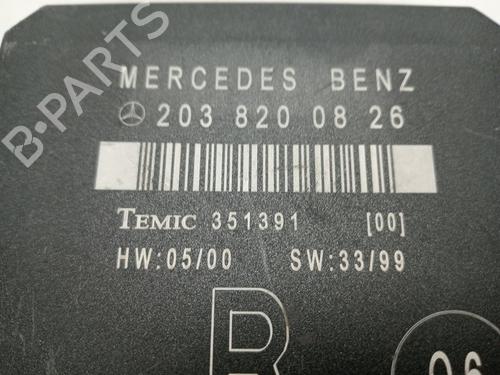 B-PARTS
MERCEDES BENZ
203 820 08 26
TEMIC 351391 [00]
HW:05/00 SW:33/99
R
06